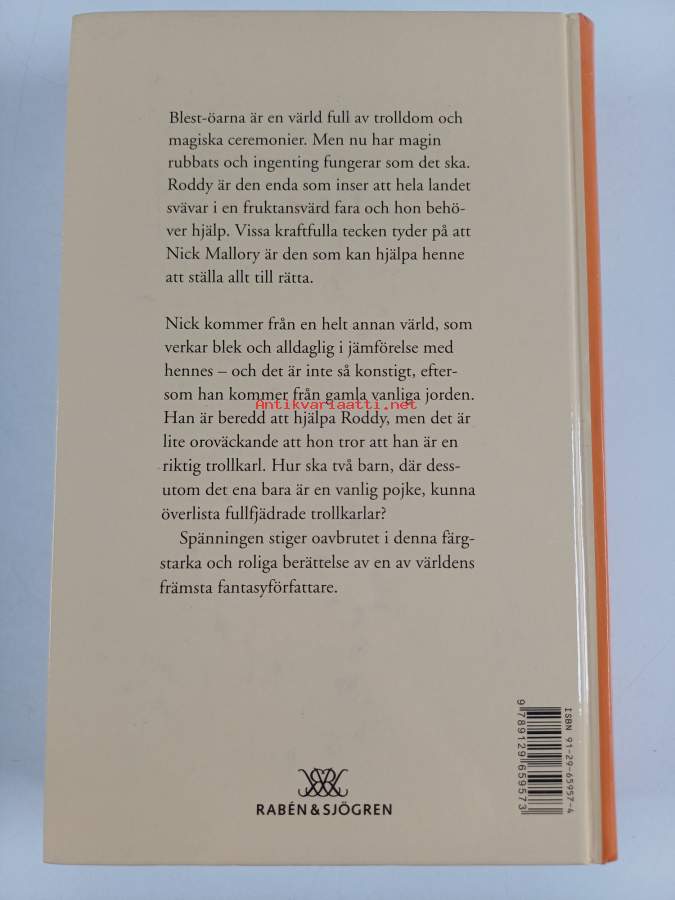 Blest-öarna är en värld full av trolldom och
magiska ceremonier. Men nu har magin
rubbats och ingenting fungerar som det ska.
Roddy är den enda som inser att hela landet
svävar i en fruktansvärd fara och hon behö-
ver hjälp. Vissa kraftfulla tecken tyder på att
Nick Mallory är den som kan hjälpa henne
att ställa allt till rätta.
Nick kommer från en helt annan värld, som
verkar blek och alldaglig i jämförelse med
hennes – och det är inte så konstigt, efter-
som han kommer från gamla vanliga jorden.
Antikvariaatti.net
Han är beredd att hjälpa Roddy, men det är
lite oroväckande att hon tror att han är en
riktig trollkarl. Hur ska två barn, där dess-
utom det ena bara är en vanlig pojke, kunna
överlista fullfjädrade trollkarlar?
Spänningen stiger oavbrutet i denna färg-
starka och roliga berättelse av en av världens
främsta fantasyförfattare.
ISBN 91-29-65957-4
9 789129 659573
RABÉN & SJÖGREN